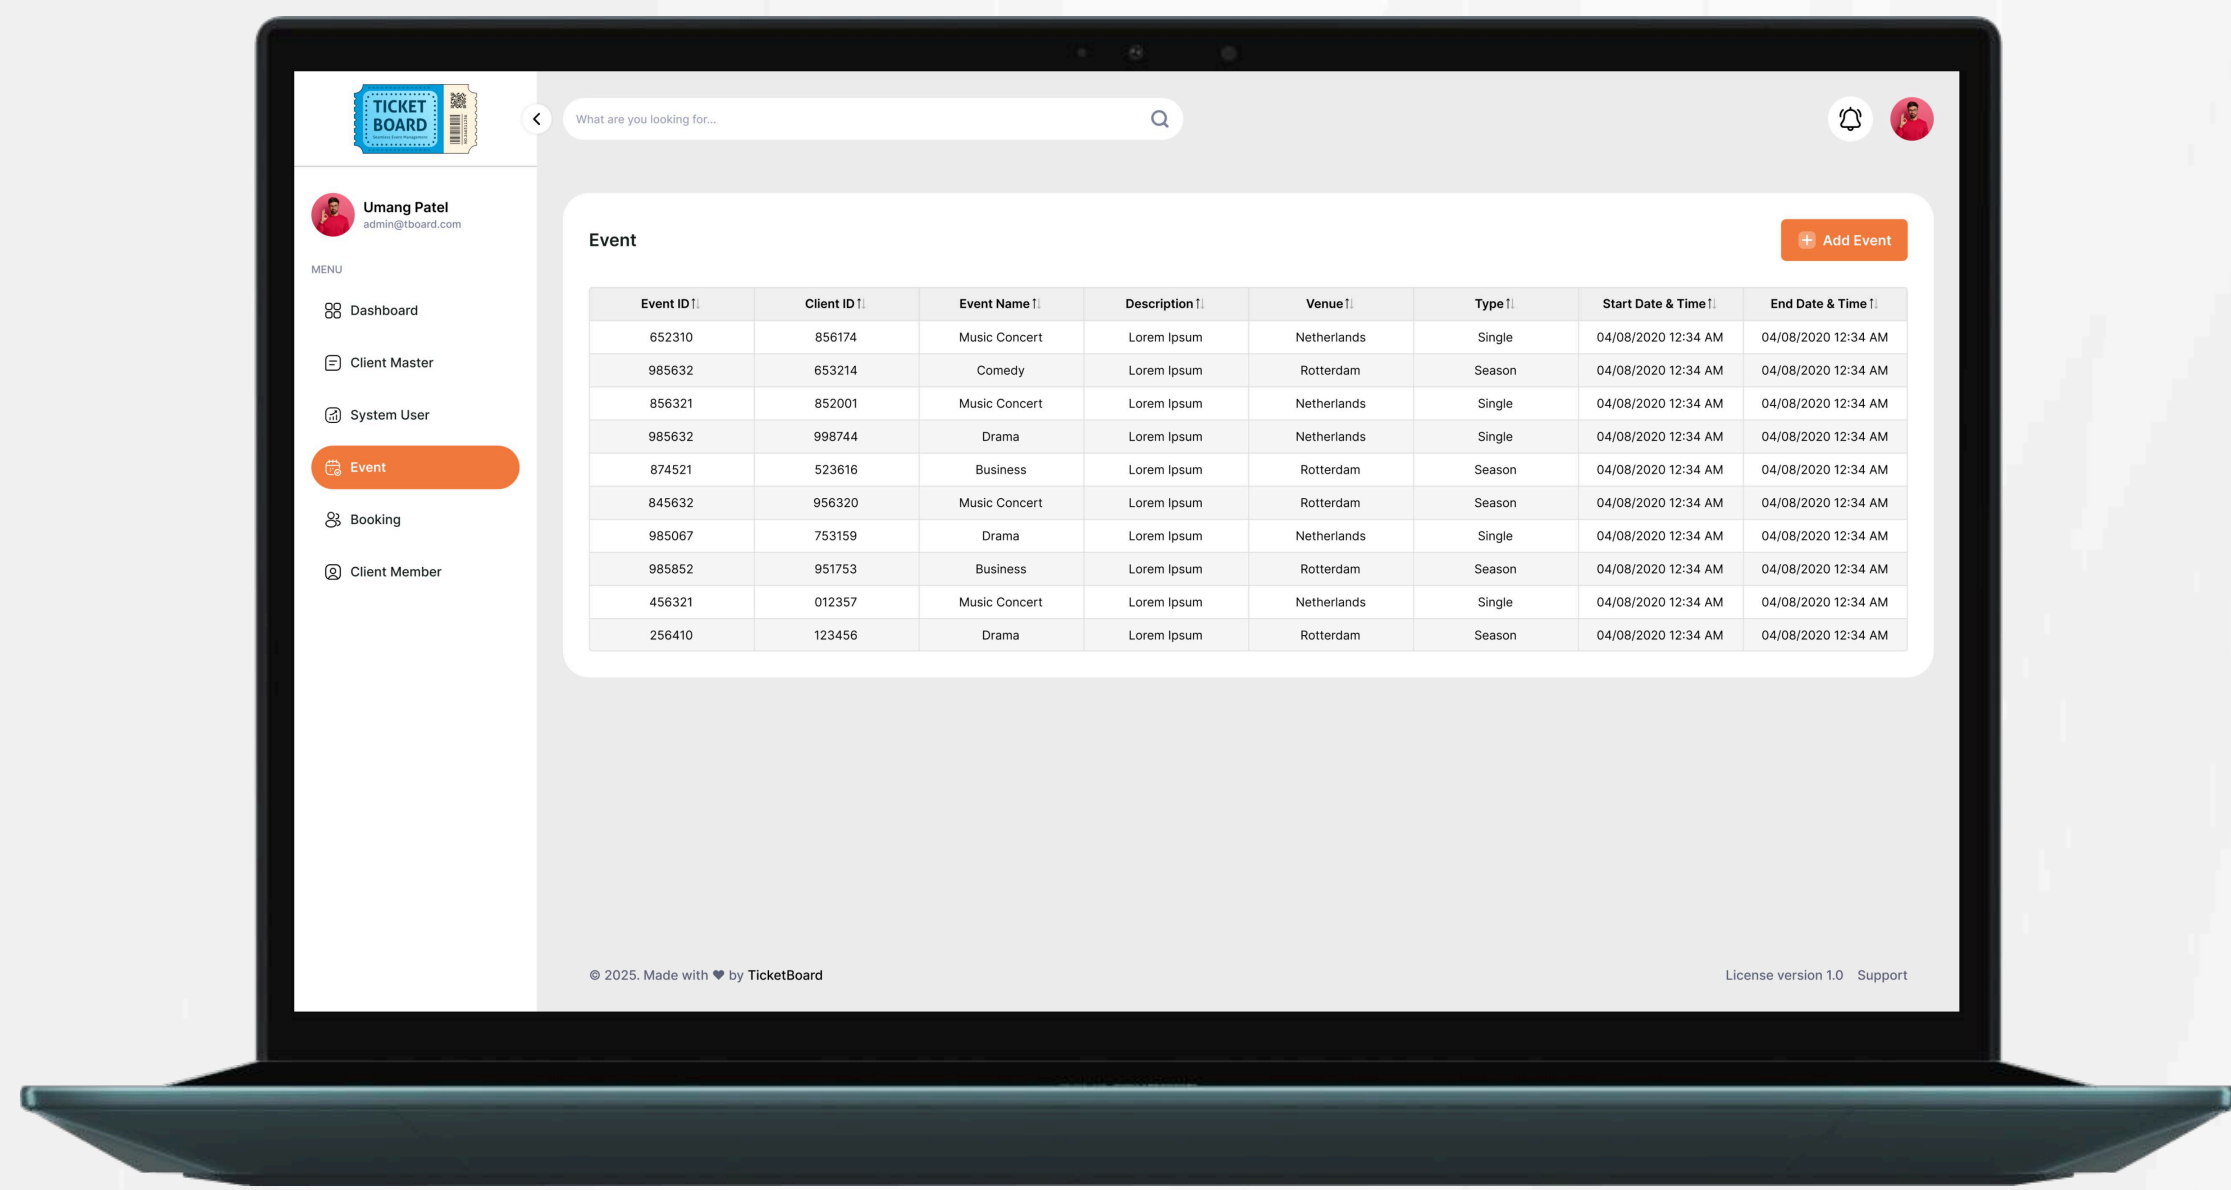 TICKET
BOARD
Seamless Event Management
What are you looking for...
Umang Patel
admin@tboard.com
MENU
Dashboard
Client Master
System User
Event
Booking
Client Member
Event
Add Event
Event ID Client ID Event Name Description Venue Type Start Date & Time End Date & Time
652310 856174 Music Concert Lorem Ipsum Netherlands Single 04/08/2020 12:34 AM 04/08/2020 12:34 AM
985632 653214 Comedy Lorem Ipsum Rotterdam Season 04/08/2020 12:34 AM 04/08/2020 12:34 AM
856321 852001 Music Concert Lorem Ipsum Netherlands Single 04/08/2020 12:34 AM 04/08/2020 12:34 AM
985632 998744 Drama Lorem Ipsum Netherlands Single 04/08/2020 12:34 AM 04/08/2020 12:34 AM
874521 523616 Business Lorem Ipsum Rotterdam Season 04/08/2020 12:34 AM 04/08/2020 12:34 AM
845632 956320 Music Concert Lorem Ipsum Rotterdam Season 04/08/2020 12:34 AM 04/08/2020 12:34 AM
985067 753159 Drama Lorem Ipsum Netherlands Single 04/08/2020 12:34 AM 04/08/2020 12:34 AM
985852 951753 Business Lorem Ipsum Rotterdam Season 04/08/2020 12:34 AM 04/08/2020 12:34 AM
456321 012357 Music Concert Lorem Ipsum Netherlands Single 04/08/2020 12:34 AM 04/08/2020 12:34 AM
256410 123456 Drama Lorem Ipsum Rotterdam Season 04/08/2020 12:34 AM 04/08/2020 12:34 AM
© 2025. Made with ♥ by TicketBoard
License version 1.0 Support